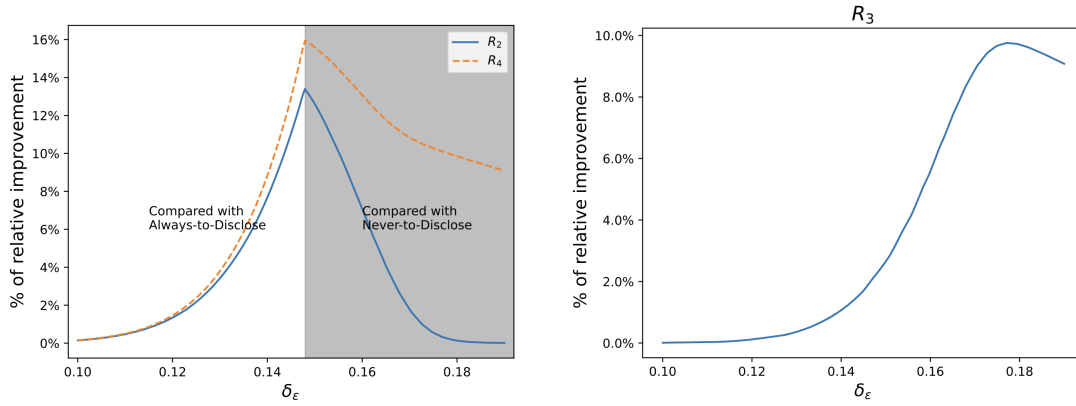 % of relative improvement
16%
14%
12%
10%
8%
6%
4%
2%
0%
R₂
R₄
Compared with
Always-to-Disclose
Compared with
Never-to-Disclose
0.10
0.12
0.14
0.16
0.18
δ_ε
R₃
% of relative improvement
10.0%
8.0%
6.0%
4.0%
2.0%
0.0%
0.10
0.12
0.14
0.16
0.18
δ_ε